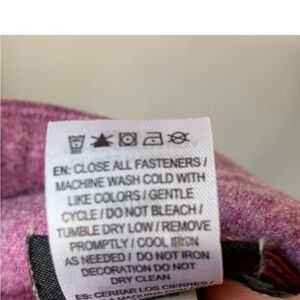 EN: CLOSE ALL FASTENERS /
MACHINE WASH COLD WITH
LIKE COLORS / GENTLE
CYCLE / DO NOT BLEACH /
TUMBLE DRY LOW / REMOVE
PROMPTLY / COOL IRON
AS NEEDED / DO NOT IRON
DECORATION DO NOT
DRY CLEAN
ES: CERRAR LOS CIERRES /